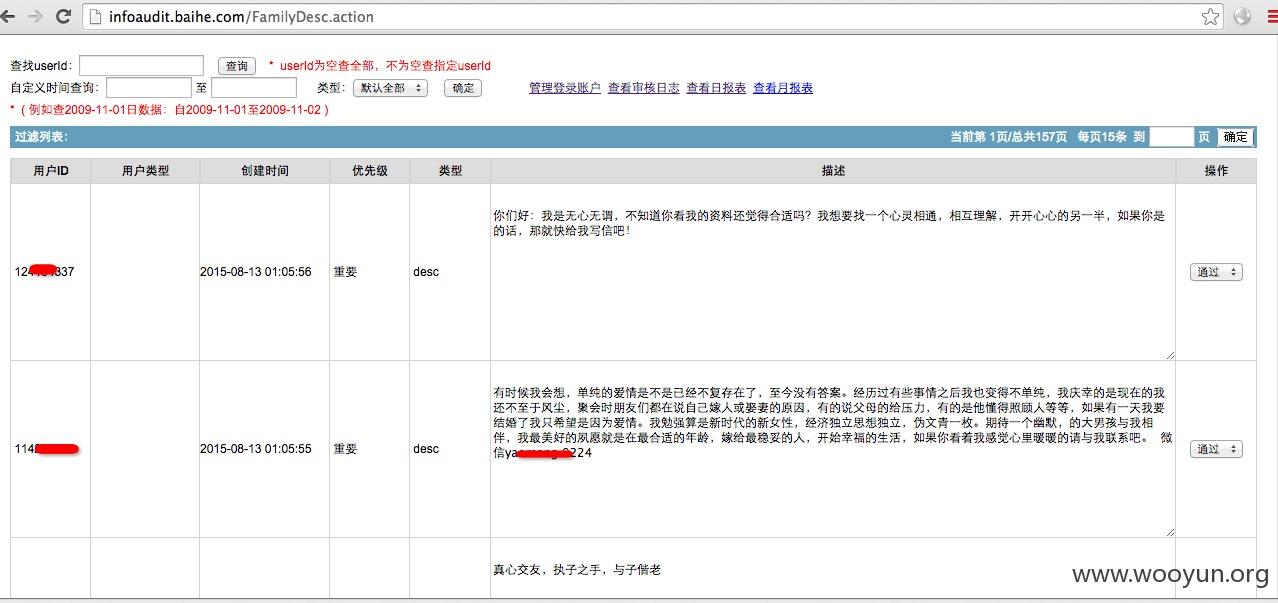 infoaudit.baihe.com/FamilyDesc.action
查找userId: 查询 * userId为空查全部，不为空查指定userId
自定义时间查询: 至 类型: 默认全部 确定 管理登录账户 查看审核日志 查看日报表 查看月报表
* ( 例如查2009-11-01日数据: 自2009-11-01至2009-11-02 )
过滤列表: 当前第 1页/总共157页 每页15条 到 页 确定
用户ID 用户类型 创建时间 优先级 类型 描述 操作
你们好：我是无心无谓，不知道你看我的资料还觉得合适吗？我想要找一个心灵相通，相互理解，开开心心的另一半，如果你是
的话，那就快给我写信吧！
2015-08-13 01:05:56 重要 desc 通过
有时候我会想，单纯的爱情是不是已经不复存在了，至今没有答案。经历过有些事情之后我也变得不单纯，我庆幸的是现在的我
还不至于风尘，聚会时朋友们都在说自己嫁人或娶妻的原因，有的说父母的给压力，有的是他懂得照顾人等等，如果有一天我要
结婚了我只希望是因为爱情。我勉强算是新时代的新女性，经济独立思想独立，伪文青一枚。期待一个幽默，的大男孩与我相
伴，我最美好的夙愿就是在最合适的年龄，嫁给最稳妥的人，开始幸福的生活，如果你看着我感觉心里暖暖的请与我联系吧。 微
信
2015-08-13 01:05:55 重要 desc 通过
真心交友，执子之手，与子偕老
www.wooyun.org